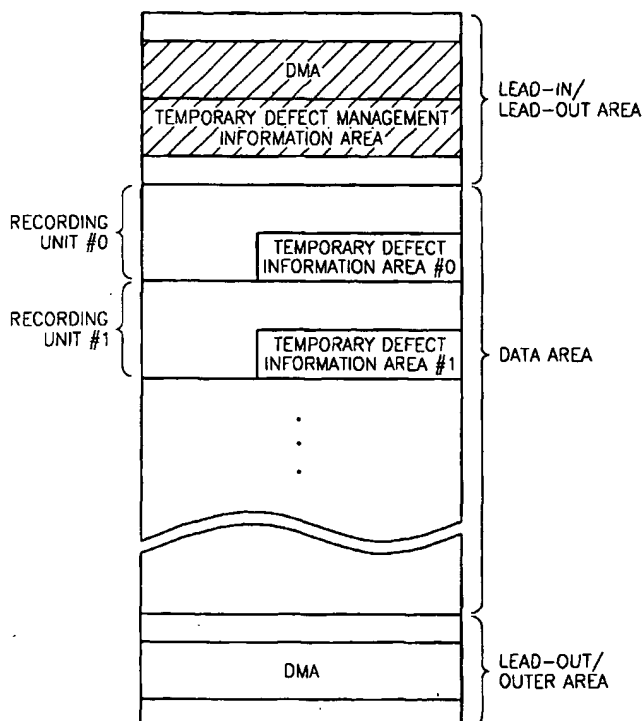 DMA
TEMPORARY DEFECT MANAGEMENT
INFORMATION AREA
LEAD-IN/
LEAD-OUT AREA
RECORDING
UNIT #0
TEMPORARY DEFECT
INFORMATION AREA #0
RECORDING
UNIT #1
TEMPORARY DEFECT
INFORMATION AREA #1
DATA AREA
DMA
LEAD-OUT/
OUTER AREA